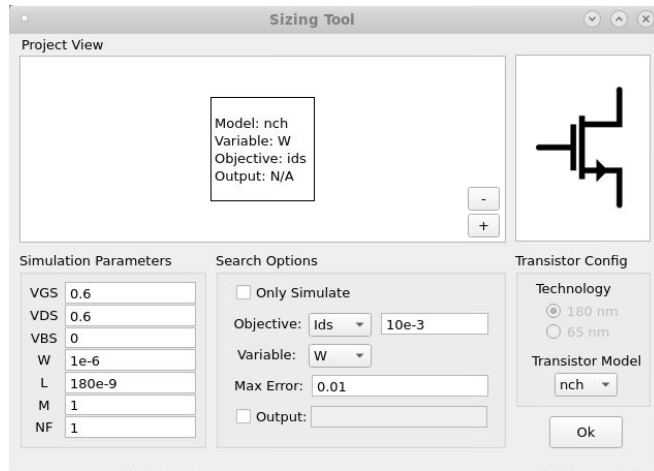 Sizing Tool
Project View
Model: nch
Variable: W
Objective: ids
Output: N/A
-
+
Simulation Parameters
VGS 0.6
VDS 0.6
VBS 0
W 1e-6
L 180e-9
M 1
NF 1
Search Options
Only Simulate
Objective: Ids 10e-3
Variable: W
Max Error: 0.01
Output:
Transistor Config
Technology
180 nm
65 nm
Transistor Model
nch
Ok